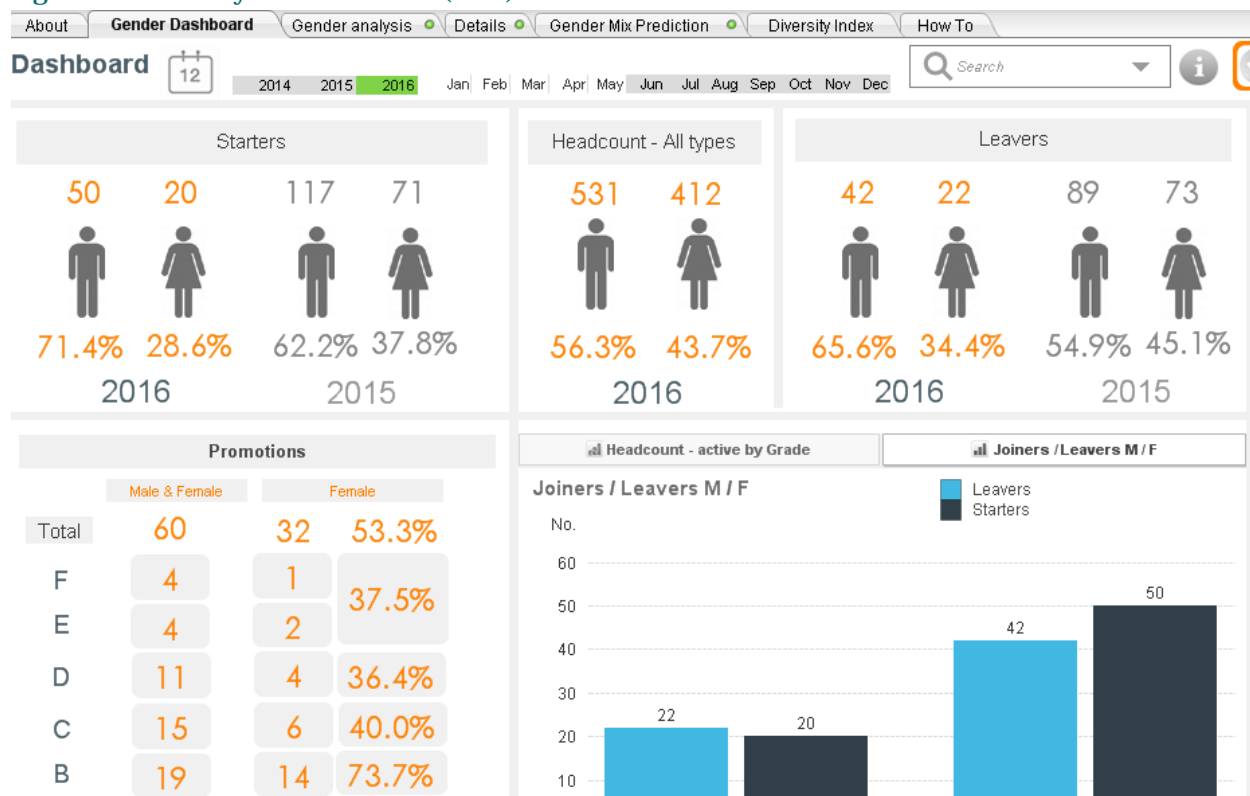 About Gender Dashboard Gender analysis Details Gender Mix Prediction Diversity Index How To
Dashboard 12 2014 2015 2016 Jan Feb Mar Apr May Jun Jul Aug Sep Oct Nov Dec Search i
Starters
50 20 117 71
71.4% 28.6% 62.2% 37.8%
2016 2015
Headcount - All types
531 412
56.3% 43.7%
2016
Leavers
42 22 89 73
65.6% 34.4% 54.9% 45.1%
2016 2015
Promotions
Male & Female Female
Total 60 32 53.3%
F 4 1
37.5%
E 4 2
D 11 4 36.4%
C 15 6 40.0%
B 19 14 73.7%
Headcount - active by Grade Joiners / Leavers M / F
Joiners / Leavers M / F
Leavers
Starters
No.
60
50
40
30
20
10
22
20
42
50